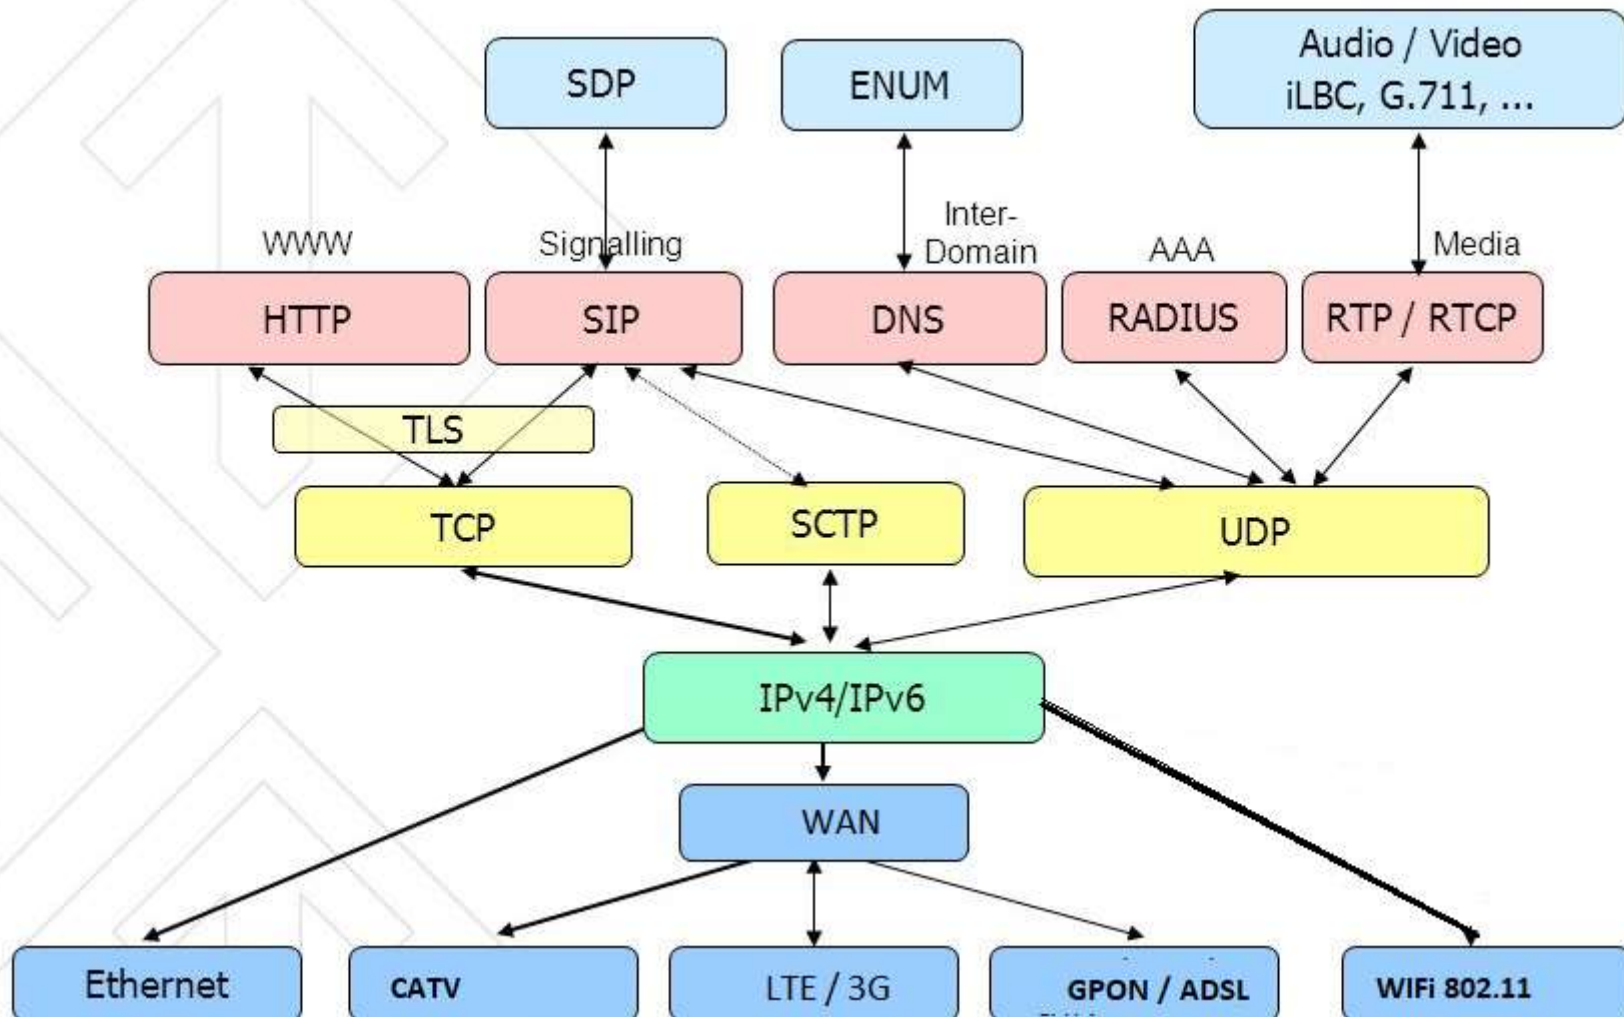 SDP
ENUM
Audio / Video
iLBC, G.711, ...
WWW
Signalling
Inter-
Domain
AAA
Media
HTTP
SIP
DNS
RADIUS
RTP / RTCP
TLS
TCP
SCTP
UDP
IPv4/IPv6
WAN
Ethernet
CATV
LTE / 3G
GPON / ADSL
WIFi 802.11